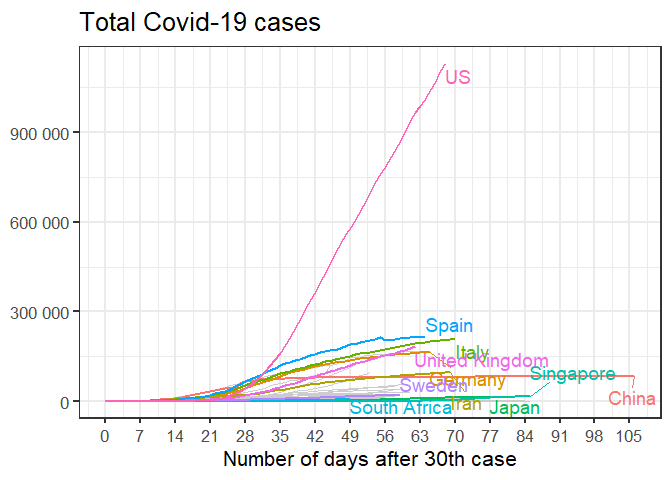 Total Covid-19 cases
US
900 000
600 000
300 000
0
Spain
Italy
United Kingdom
Germany
Singapore
Sweden
China
South Africa
Iran
Japan
0 7 14 21 28 35 42 49 56 63 70 77 84 91 98 105
Number of days after 30th case